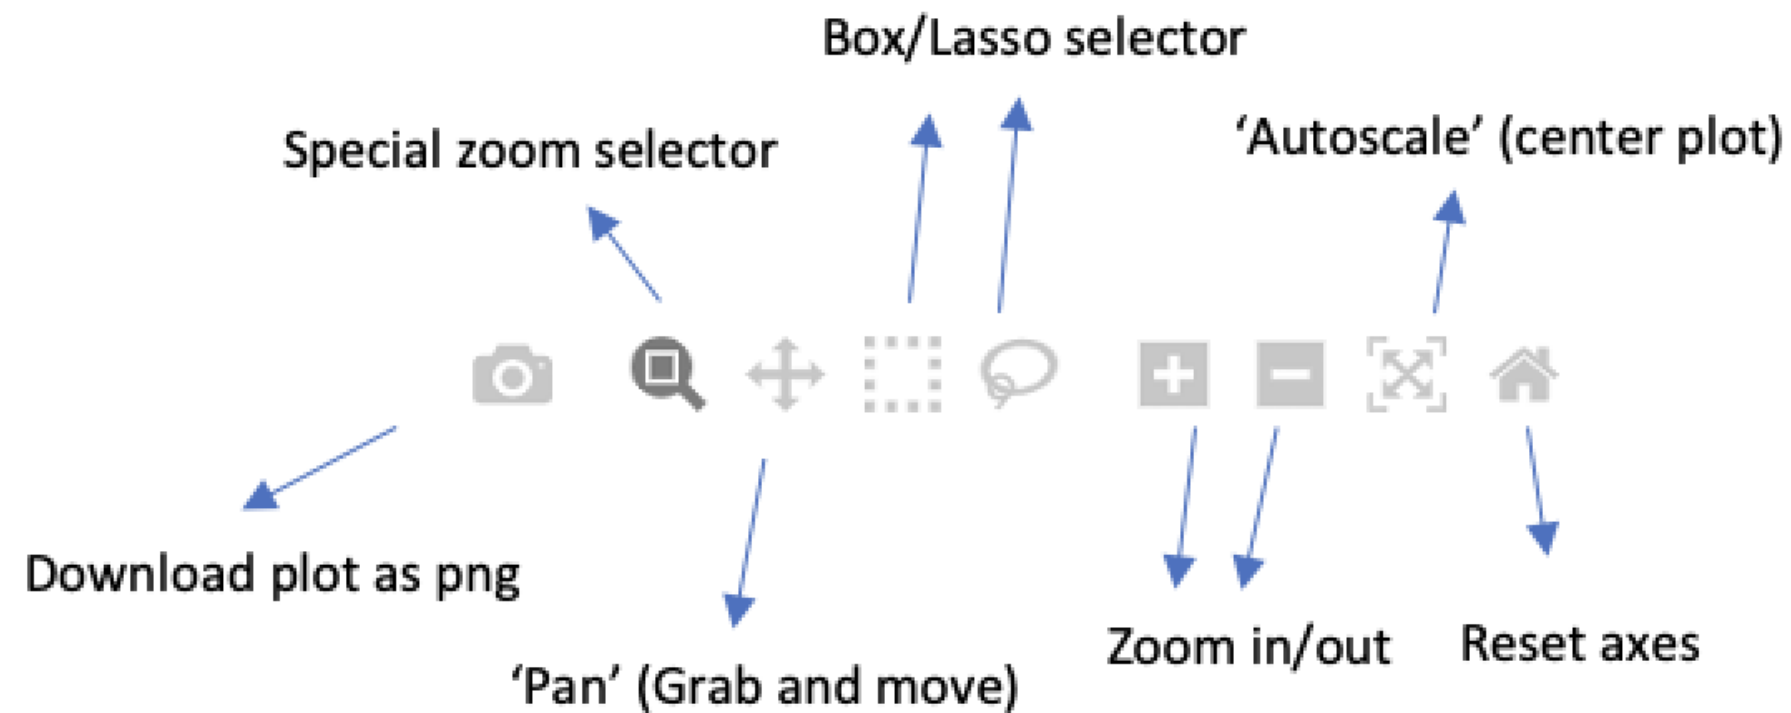 Box/Lasso selector
Special zoom selector
‘Autoscale’ (center plot)
Download plot as png
‘Pan’ (Grab and move)
Zoom in/out
Reset axes